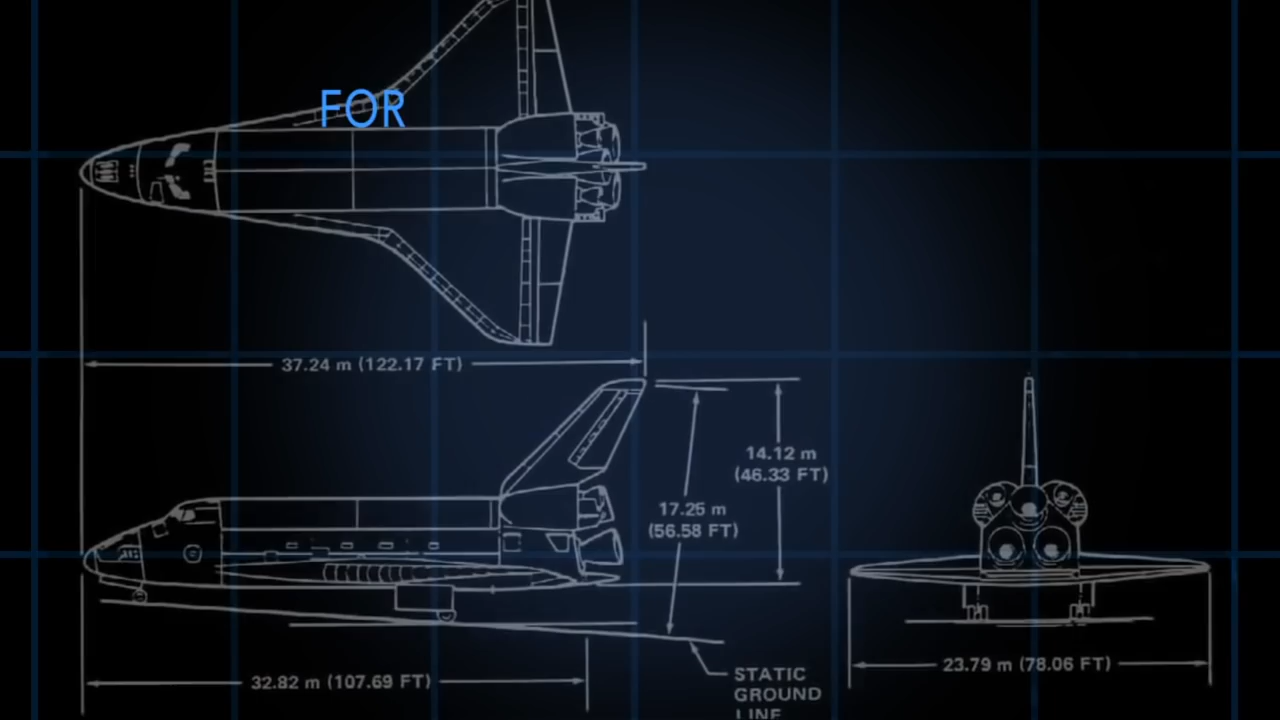 FOR
37.24 m (122.17 FT)
14.12 m
(46.33 FT)
17.25 m
(56.58 FT)
23.79 m (78.06 FT)
32.82 m (107.69 FT)
STATIC
GROUND
LINE